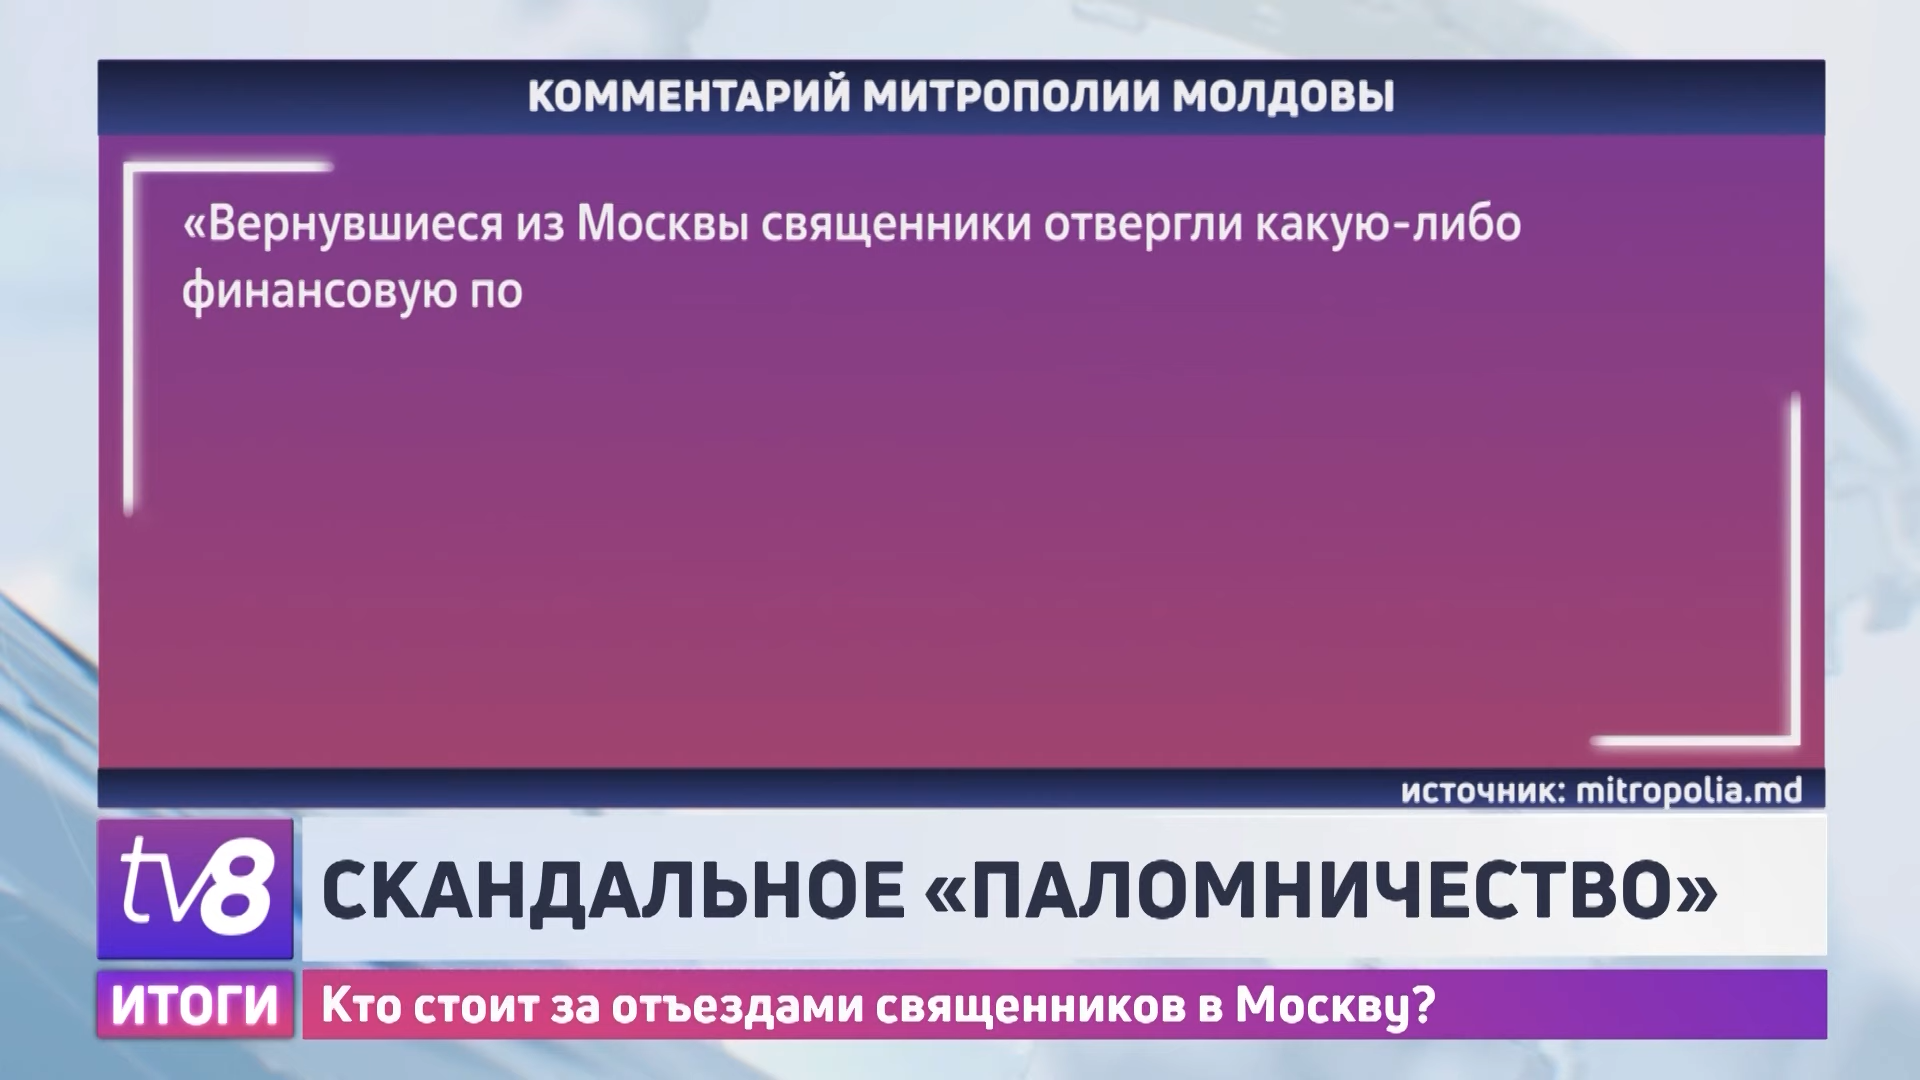 КОММЕНТАРИЙ МИТРОПОЛИИ МОЛДОВЫ
«Вернувшиеся из Москвы священники отвергли какую-либо
финансовую по
источник: mitropolia.md
tv8
СКАНДАЛЬНОЕ «ПАЛОМНИЧЕСТВО»
ИТОГИ
Кто стоит за отъездами священников в Москву?